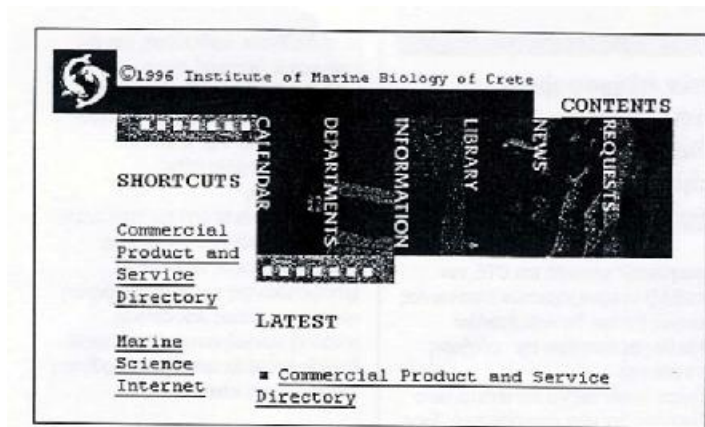 ©1996 Institute of Marine Biology of Crete
CONTENTS
CALENDAR
DEPARTMENTS
INFORMATION
LIBRARY
NEWS
REQUESTS
SHORTCUTS
Commercial
Product and
Service
Directory
Marine
Science
Internet
LATEST
Commercial Product and Service
Directory